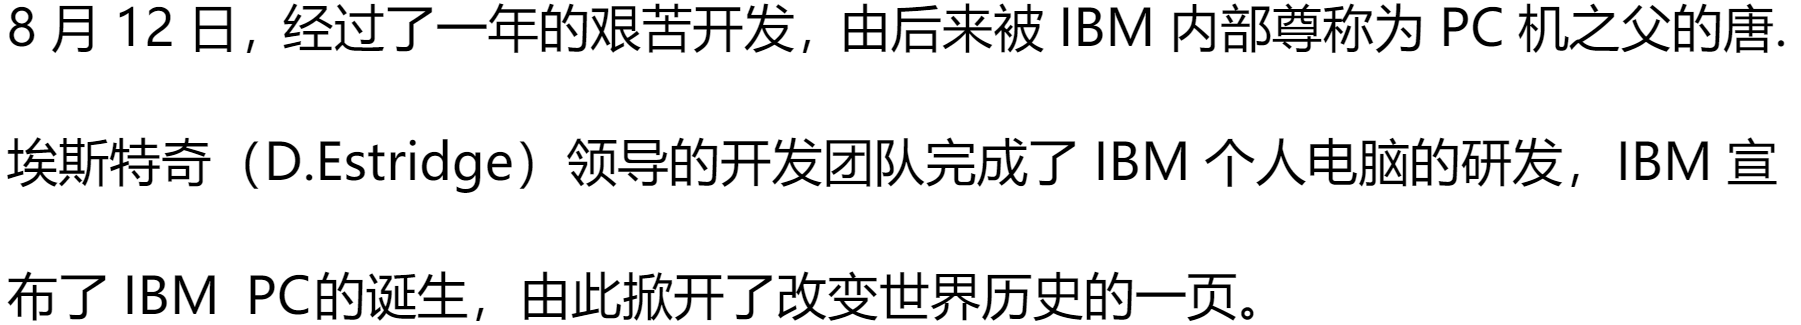 8 月 12 日，经过了一年的艰苦开发，由后来被 IBM 内部尊称为 PC 机之父的唐.
埃斯特奇（D.Estridge）领导的开发团队完成了 IBM 个人电脑的研发，IBM 宣
布了 IBM  PC的诞生，由此掀开了改变世界历史的一页。